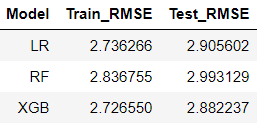 Model Train_RMSE Test_RMSE
LR 2.736266 2.905602
RF 2.836755 2.993129
XGB 2.726550 2.882237